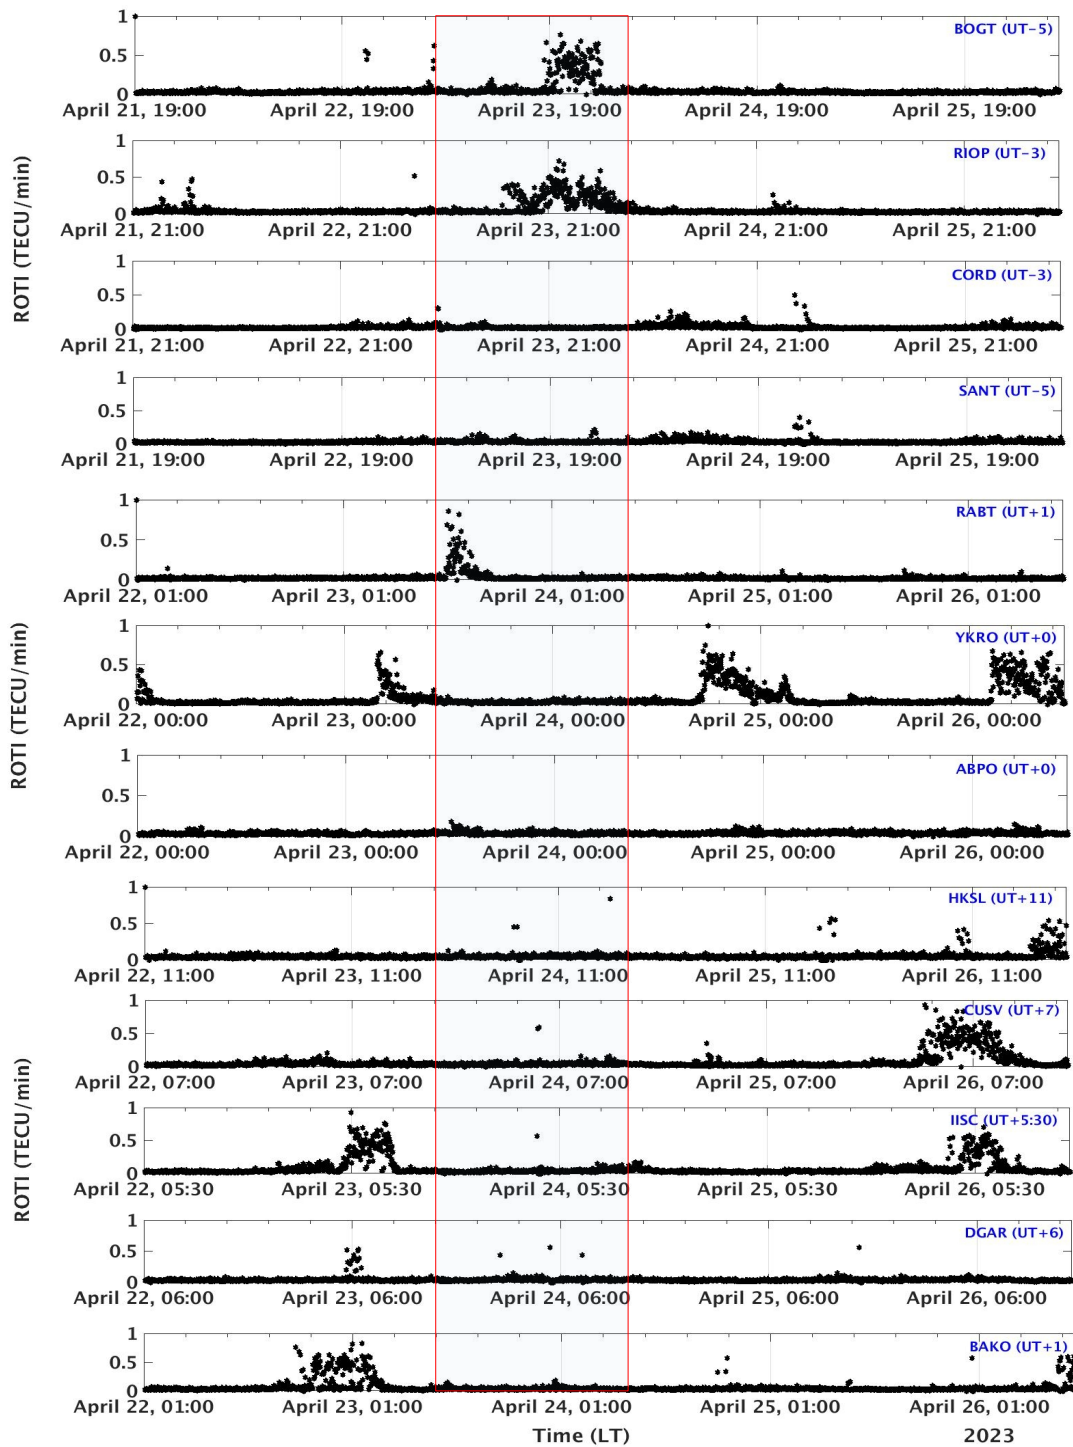 BOGT (UT-5)
1
0.5
0
April 21, 19:00 April 22, 19:00 April 23, 19:00 April 24, 19:00 April 25, 19:00
RIOP (UT-3)
1
0.5
0
April 21, 21:00 April 22, 21:00 April 23, 21:00 April 24, 21:00 April 25, 21:00
ROTI (TECU/min)
CORD (UT-3)
1
0.5
0
April 21, 21:00 April 22, 21:00 April 23, 21:00 April 24, 21:00 April 25, 21:00
SANT (UT-5)
1
0.5
0
April 21, 19:00 April 22, 19:00 April 23, 19:00 April 24, 19:00 April 25, 19:00
RABT (UT+1)
1
0.5
0
April 22, 01:00 April 23, 01:00 April 24, 01:00 April 25, 01:00 April 26, 01:00
YKRO (UT+0)
1
0.5
0
April 22, 00:00 April 23, 00:00 April 24, 00:00 April 25, 00:00 April 26, 00:00
ROTI (TECU/min)
ABPO (UT+0)
1
0.5
0
April 22, 00:00 April 23, 00:00 April 24, 00:00 April 25, 00:00 April 26, 00:00
HKSL (UT+11)
1
0.5
0
April 22, 11:00 April 23, 11:00 April 24, 11:00 April 25, 11:00 April 26, 11:00
CUSV (UT+7)
1
0.5
0
April 22, 07:00 April 23, 07:00 April 24, 07:00 April 25, 07:00 April 26, 07:00
ROTI (TECU/min)
IISC (UT+5:30)
1
0.5
0
April 22, 05:30 April 23, 05:30 April 24, 05:30 April 25, 05:30 April 26, 05:30
DGAR (UT+6)
1
0.5
0
April 22, 06:00 April 23, 06:00 April 24, 06:00 April 25, 06:00 April 26, 06:00
BAKO (UT+1)
1
0.5
0
April 22, 01:00 April 23, 01:00 April 24, 01:00 April 25, 01:00 April 26, 01:00
Time (LT) 2023